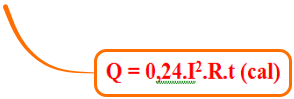 Q = 0,24.I².R.t (cal)